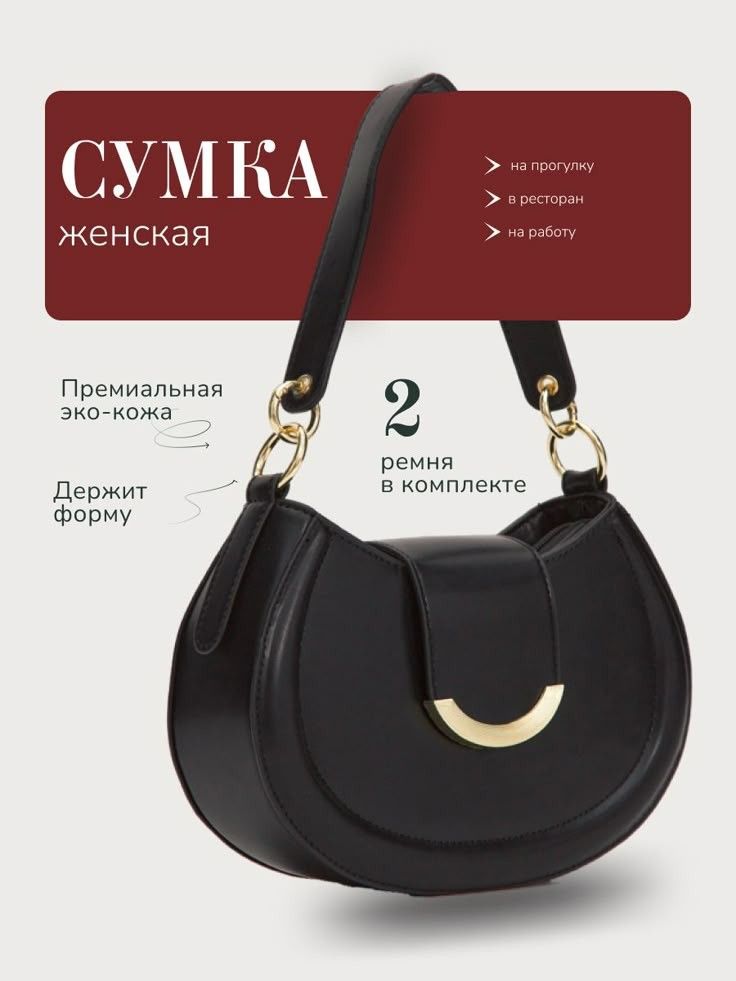 СУМКА
женская
на прогулку
в ресторан
на работу
Премиальная
эко-кожа
Держит
форму
2
ремня
в комплекте